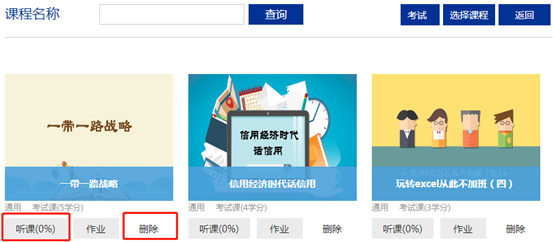 课程名称 查询 考试 选择课程 返回
一带一路战略
信用经济时代
话信用
一带一路战略 信用经济时代话信用 玩转excel从此不加班（四）
通用 考试课(5学分) 通用 考试课(4学分) 通用 考试课(3学分)
听课(0%) 作业 删除 听课(0%) 作业 删除 听课(0%) 作业 删除